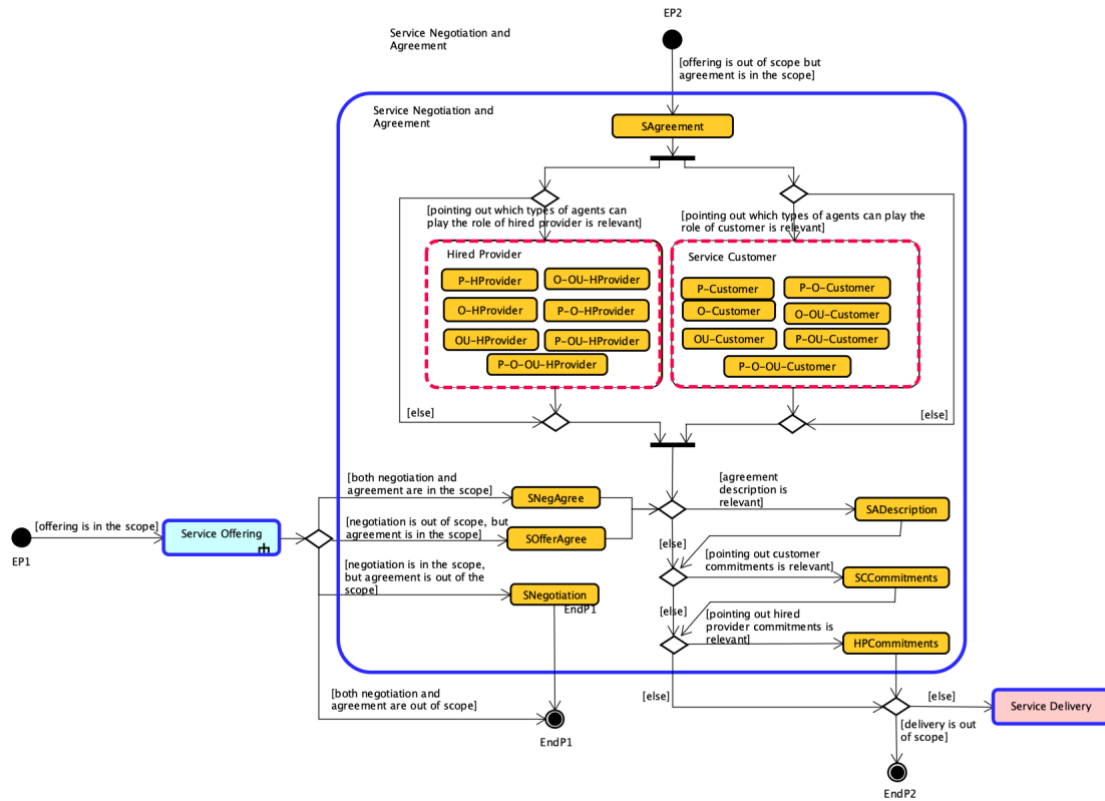 EP2
Service Negotiation and
Agreement
[offering is out of scope but
agreement is in the scope]
Service Negotiation and
Agreement
SAgreement
[pointing out which types of agents can
play the role of hired provider is relevant]
[pointing out which types of agents can play the
role of customer is relevant]
Hired Provider
P-HProvider
O-OU-HProvider
O-HProvider
P-O-HProvider
OU-HProvider
P-OU-HProvider
P-O-OU-HProvider
Service Customer
P-Customer
P-O-Customer
O-Customer
O-OU-Customer
OU-Customer
P-OU-Customer
P-O-OU-Customer
[else]
[else]
[both negotiation and
agreement are in the scope]
SNegAgree
[agreement
description is
relevant]
SADescription
[offering is in the scope]
EP1
Service Offering
[negotiation is out of scope, but
agreement is in the scope]
SOfferAgree
[else]
[negotiation is in the scope,
but agreement is out of the
scope]
SNegotiation
EndP1
[pointing out customer
commitments is relevant]
SCCommitments
[else]
[pointing out hired
provider commitments is
relevant]
HPCommitments
[both negotiation and
agreement are out of scope]
EndP1
[else]
[else]
Service Delivery
[delivery is out
of scope]
EndP2